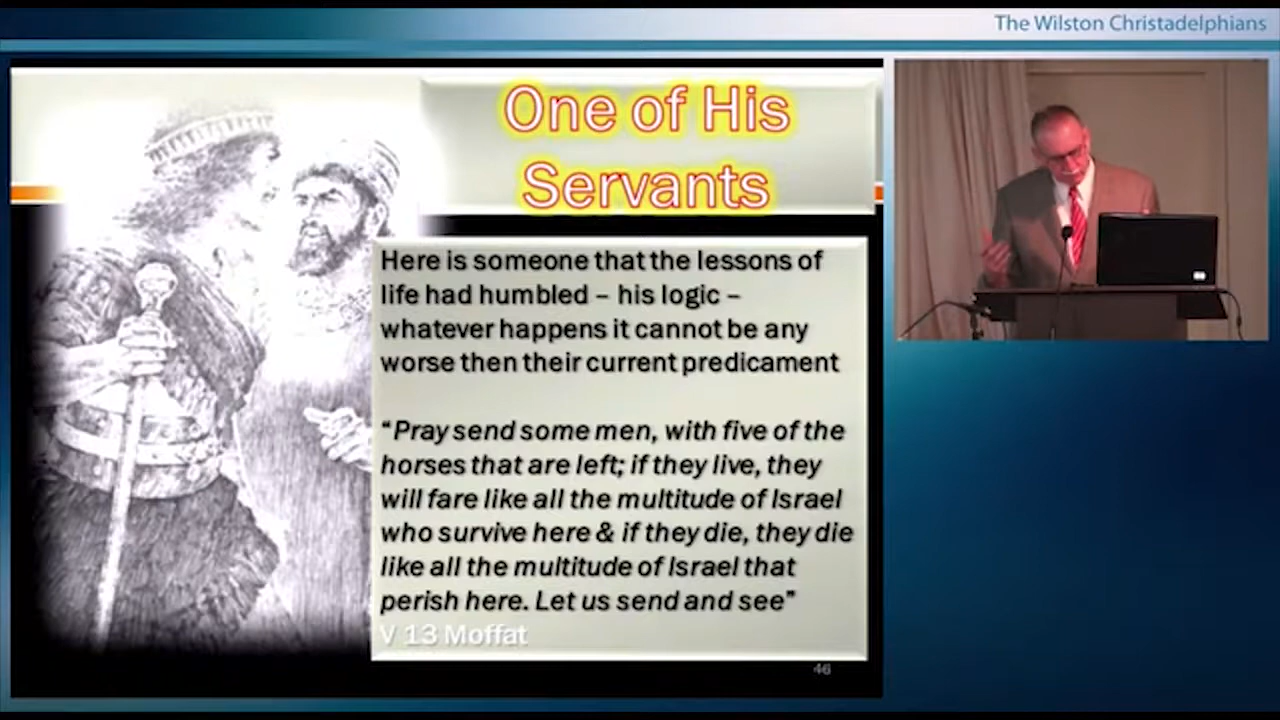 The Wilston Christadelphians
One of His
Servants
Here is someone that the lessons of
life had humbled – his logic –
whatever happens it cannot be any
worse then their current predicament
“Pray send some men, with five of the
horses that are left; if they live, they
will fare like all the multitude of Israel
who survive here & if they die, they die
like all the multitude of Israel that
perish here. Let us send and see”
V 13 Moffat
46